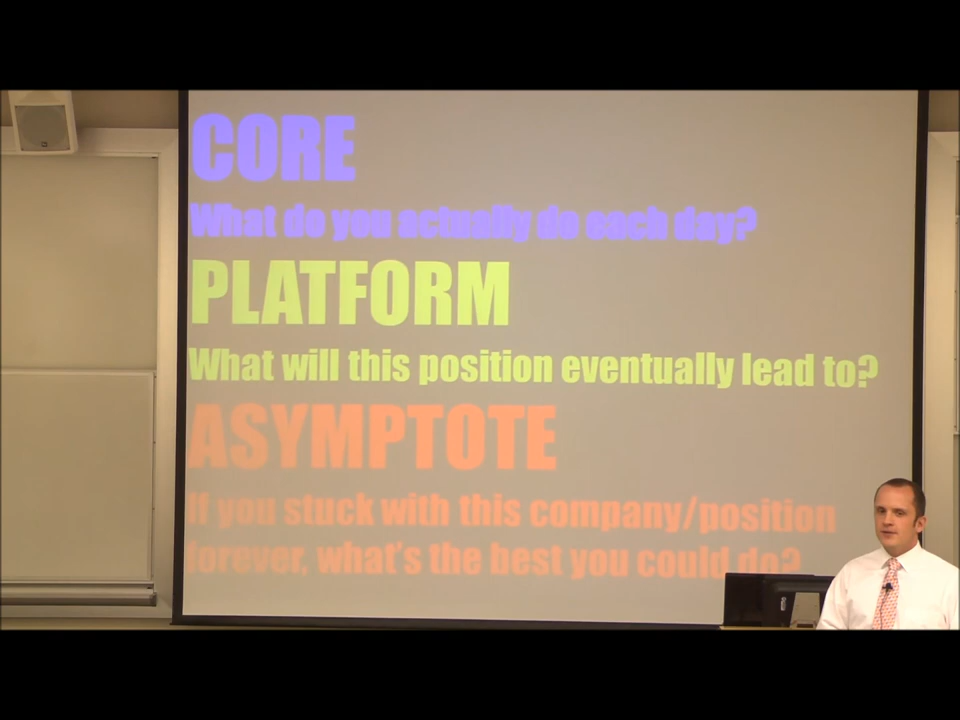 CORE
What do you actually do each day?
PLATFORM
What will this position eventually lead to?
ASYMPTOTE
If you stuck with this company/position
forever, what's the best you could do?